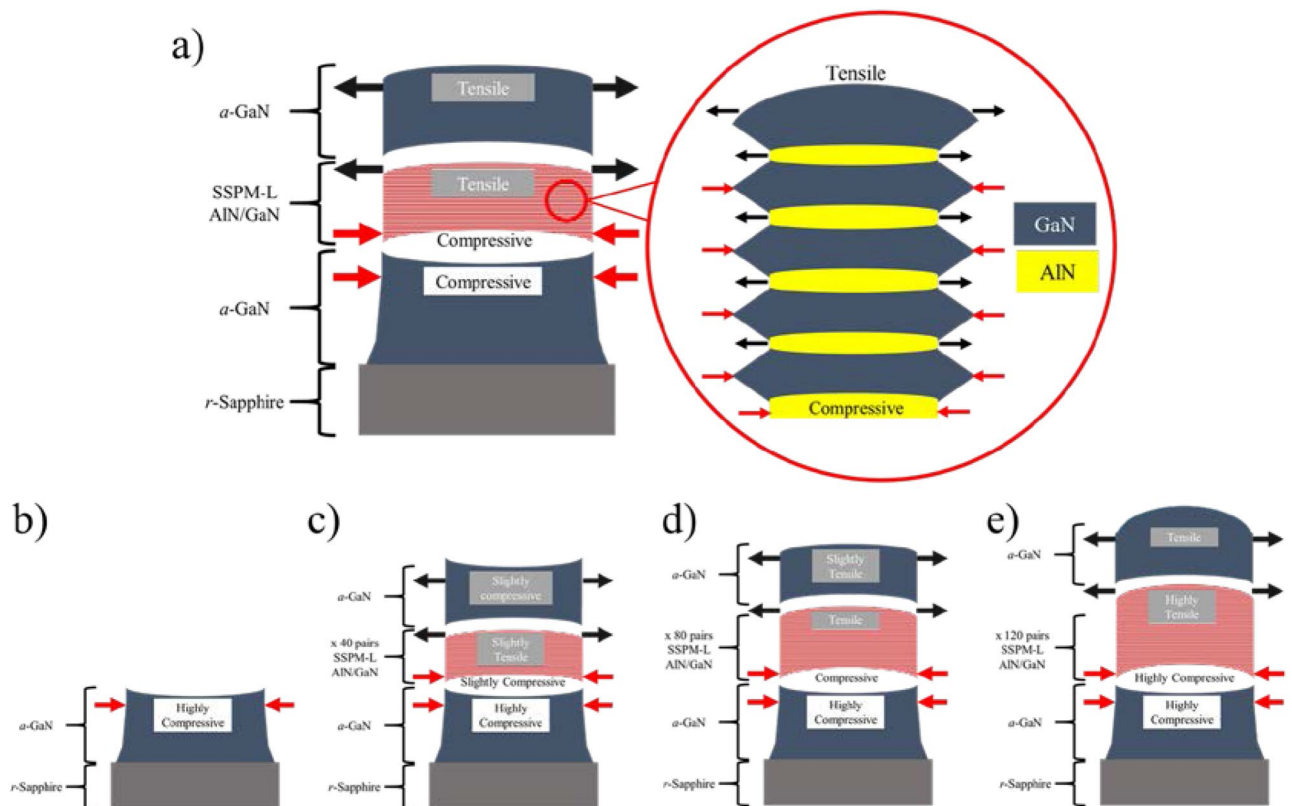 a)
Tensile
a-GaN
Tensile
SSPM-L
AlN/GaN
Compressive
Compressive
a-GaN
r-Sapphire
Tensile
GaN
AlN
Compressive
b)
Highly
Compressive
a-GaN
r-Sapphire
c)
Slightly
compressive
a-GaN
x 40 pairs
SSPM-L
AlN/GaN
Slightly
Tensile
Slightly Compressive
Highly
Compressive
a-GaN
r-Sapphire
d)
Slightly
Tensile
a-GaN
Tensile
x 80 pairs
SSPM-L
AlN/GaN
Compressive
Highly
Compressive
a-GaN
r-Sapphire
e)
Tensile
a-GaN
Highly
Tensile
x 120 pairs
SSPM-L
AlN/GaN
Highly Compressive
Highly
Compressive
a-GaN
r-Sapphire